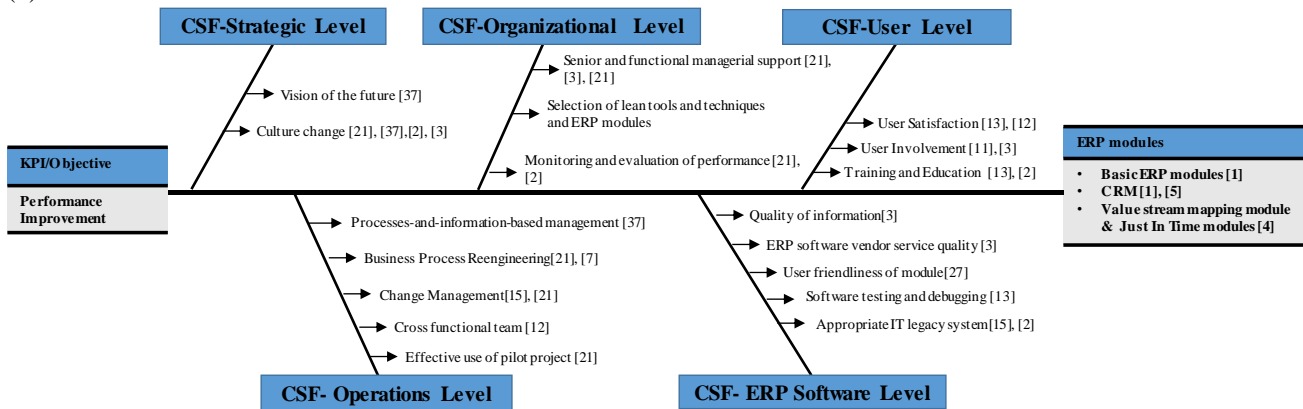 CSF-Strategic Level
CSF-Organizational Level
CSF-User Level
Vision of the future [37]
Culture change [21], [37],[2], [3]
Senior and functional managerial support [21],
[3], [21]
Selection of lean tools and techniques
and ERP modules
Monitoring and evaluation of performance [21],
[2]
User Satisfaction [13], [12]
User Involvement [11], [3]
Training and Education [13], [2]
KPI/Objective
Performance
Improvement
ERP modules
• Basic ERP modules [1]
• CRM [1], [5]
• Value stream mapping module
& Just In Time modules [4]
Processes-and-information-based management [37]
Business Process Reengineering[21], [7]
Change Management[15], [21]
Cross functional team [12]
Effective use of pilot project [21]
Quality of information[3]
ERP software vendor service quality [3]
User friendliness of module[27]
Software testing and debugging [13]
Appropriate IT legacy system[15], [2]
CSF- Operations Level
CSF- ERP Software Level